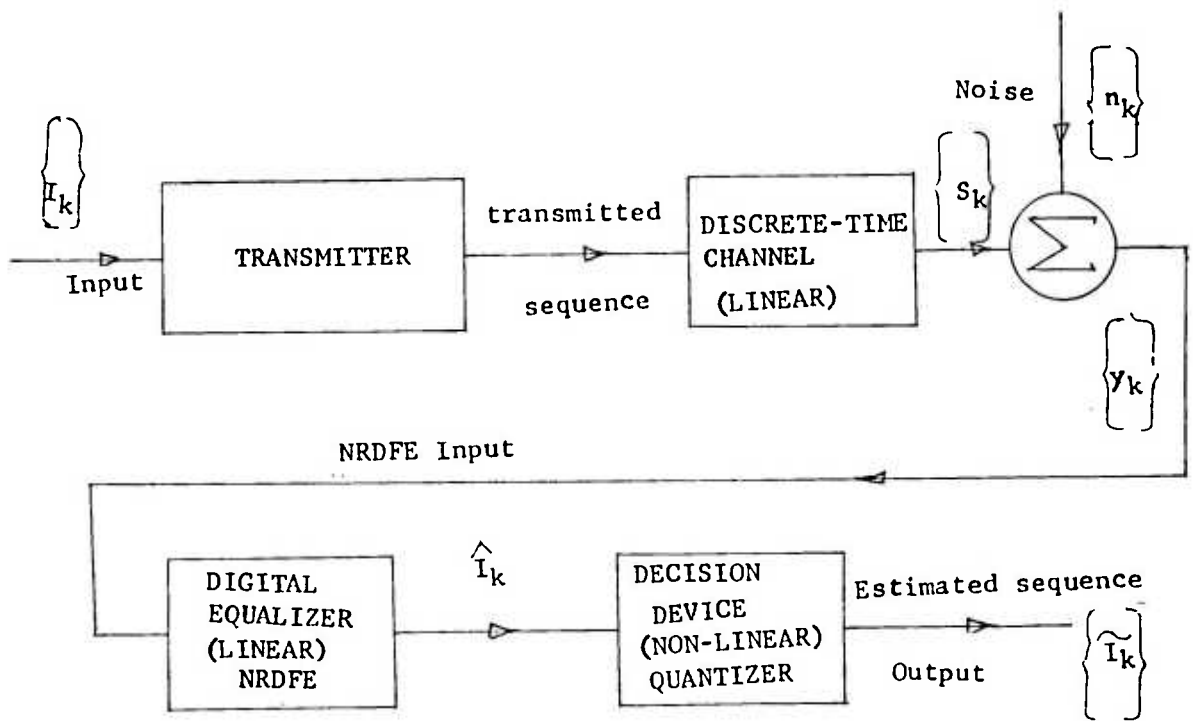 Noise
{n_k}
{I_k}
{S_k}
transmitted
TRANSMITTER
DISCRETE-TIME
CHANNEL
(LINEAR)
Input
sequence
Σ
{y_k}
NRDFE Input
Î_k
DIGITAL
EQUALIZER
(LINEAR)
NRDFE
DECISION
DEVICE
(NON-LINEAR)
QUANTIZER
Estimated sequence
Output
{Ĩ_k}